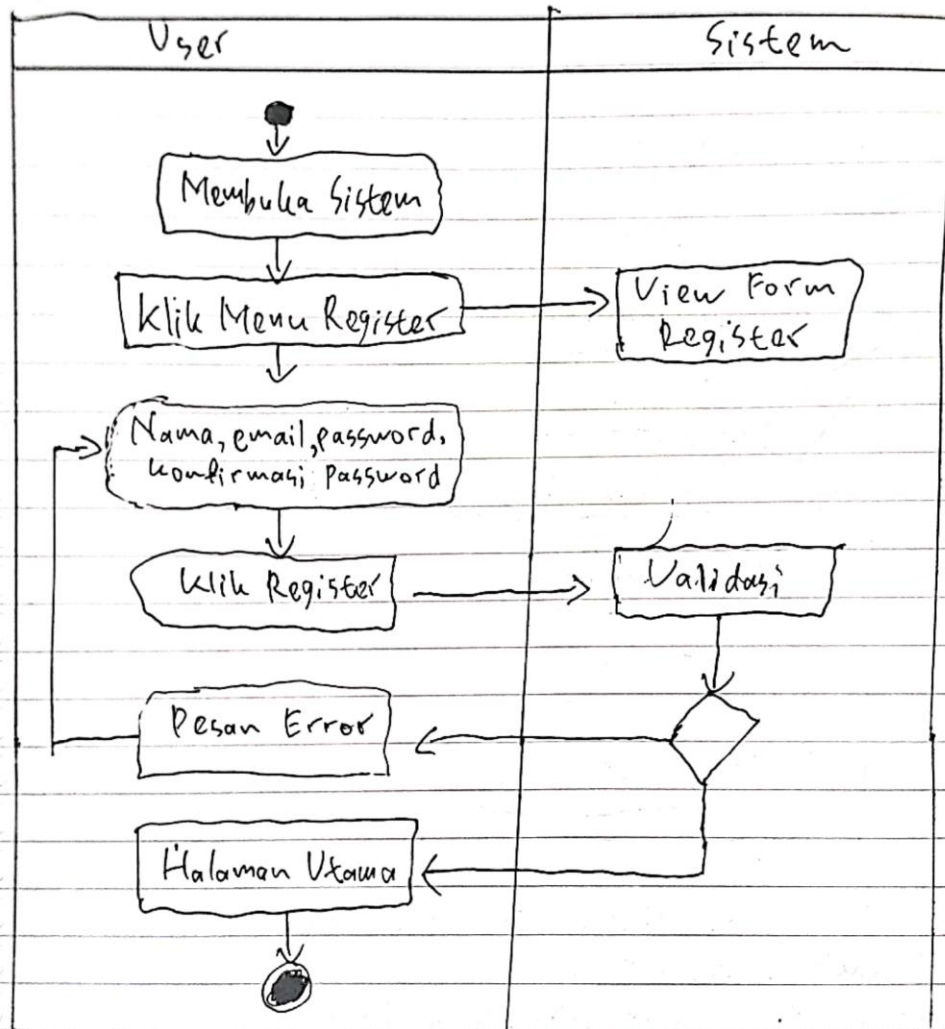 User
Sistem
Membuka Sistem
Klik Menu Register
View Form
Register
Nama, email, password,
konfirmasi password
Klik Register
Validasi
Pesan Error
Halaman Utama